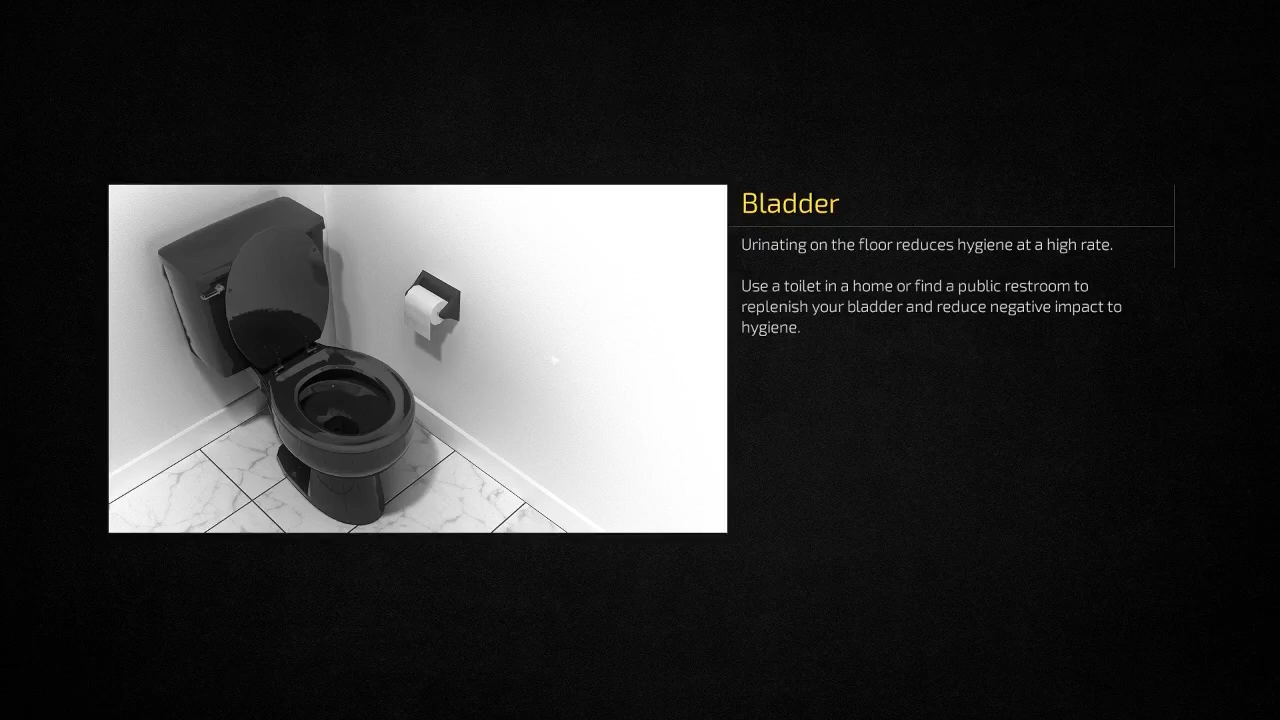 Bladder
Urinating on the floor reduces hygiene at a high rate.
Use a toilet in a home or find a public restroom to
replenish your bladder and reduce negative impact to
hygiene.